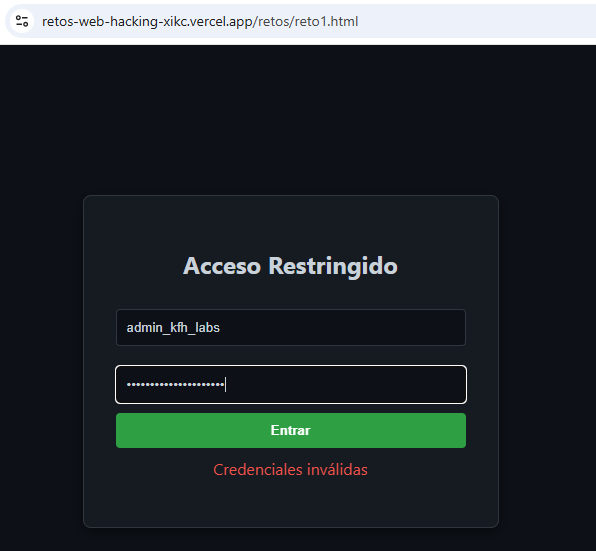 retos-web-hacking-xikc.vercel.app/retos/reto1.html
Acceso Restringido
admin_kfh_labs
•••••••••••••••••••••
Entrar
Credenciales inválidas